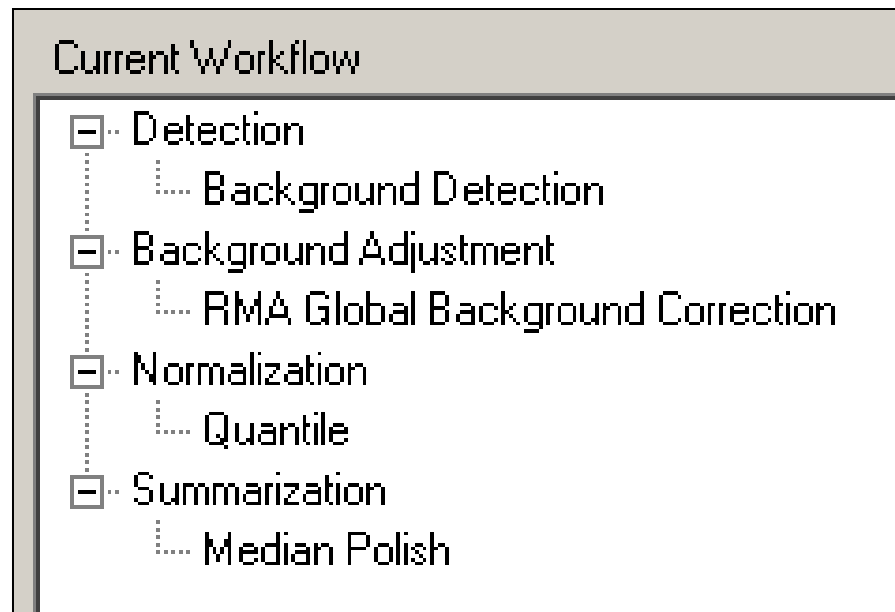 Current Workflow
Detection
Background Detection
Background Adjustment
RMA Global Background Correction
Normalization
Quantile
Summarization
Median Polish